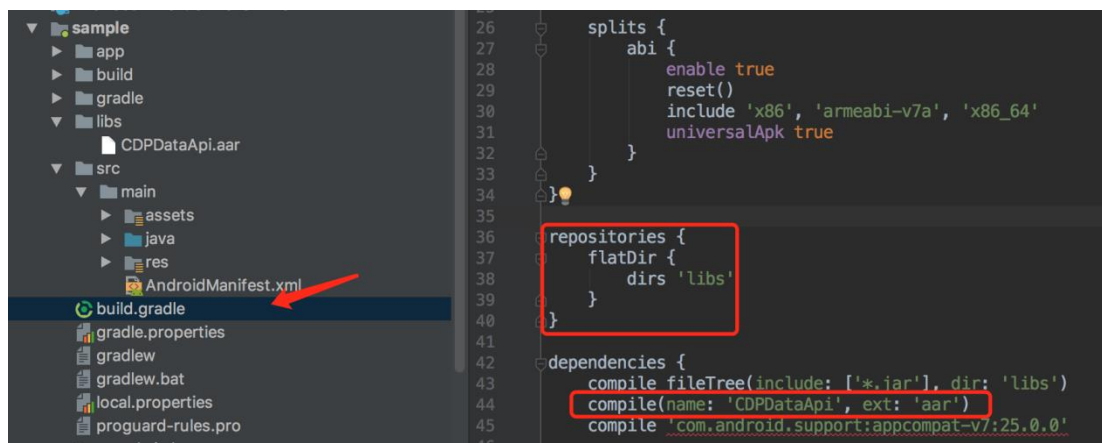 sample
app
build
gradle
libs
CDPDataApi.aar
src
main
assets
java
res
AndroidManifest.xml
build.gradle
gradle.properties
gradlew
gradlew.bat
local.properties
proguard-rules.pro
26 splits {
27 abi {
28 enable true
29 reset()
30 include 'x86', 'armeabi-v7a', 'x86_64'
31 universalApk true
32 }
33 }
34 }
35
36 repositories {
37 flatDir {
38 dirs 'libs'
39 }
40 }
41
42 dependencies {
43 compile fileTree(include: ['*.jar'], dir: 'libs')
44 compile(name: 'CDPDataApi', ext: 'aar')
45 compile 'com.android.support:appcompat-v7:25.0.0'